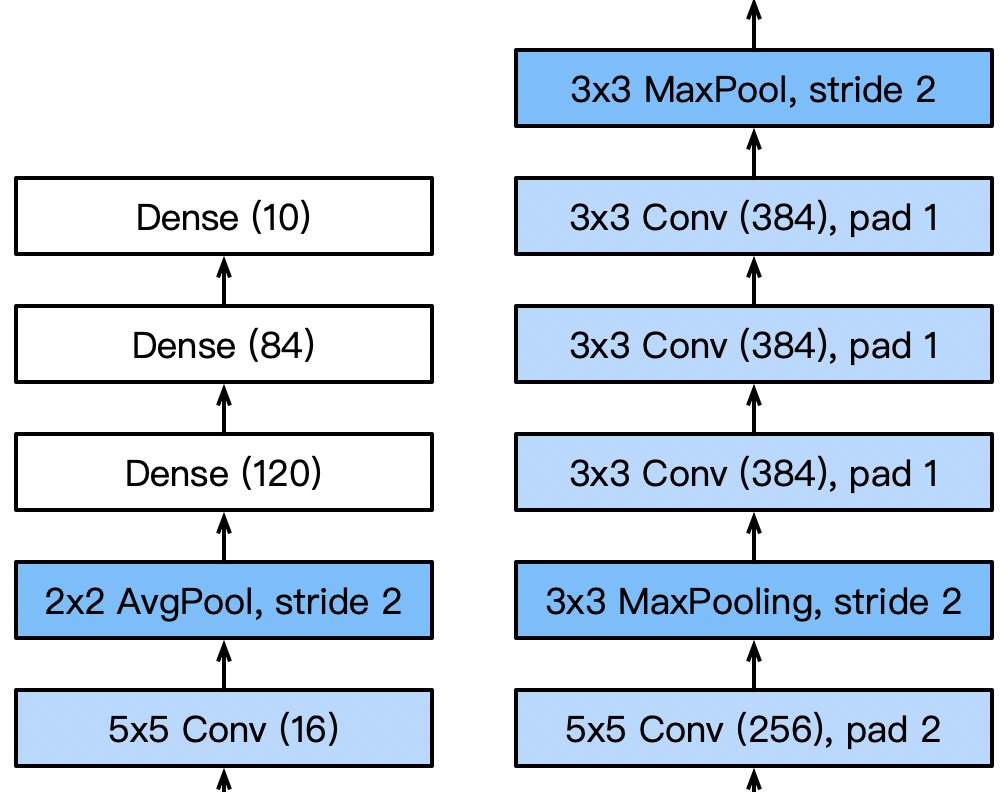 Dense (10)
Dense (84)
Dense (120)
2x2 AvgPool, stride 2
5x5 Conv (16)
3x3 MaxPool, stride 2
3x3 Conv (384), pad 1
3x3 Conv (384), pad 1
3x3 Conv (384), pad 1
3x3 MaxPooling, stride 2
5x5 Conv (256), pad 2